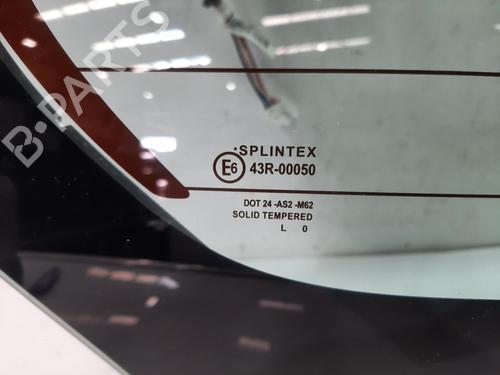 B-PARTS
·SPLINTEX
E6 43R-00050
DOT 24 -AS2 -M62
SOLID TEMPERED
L 0